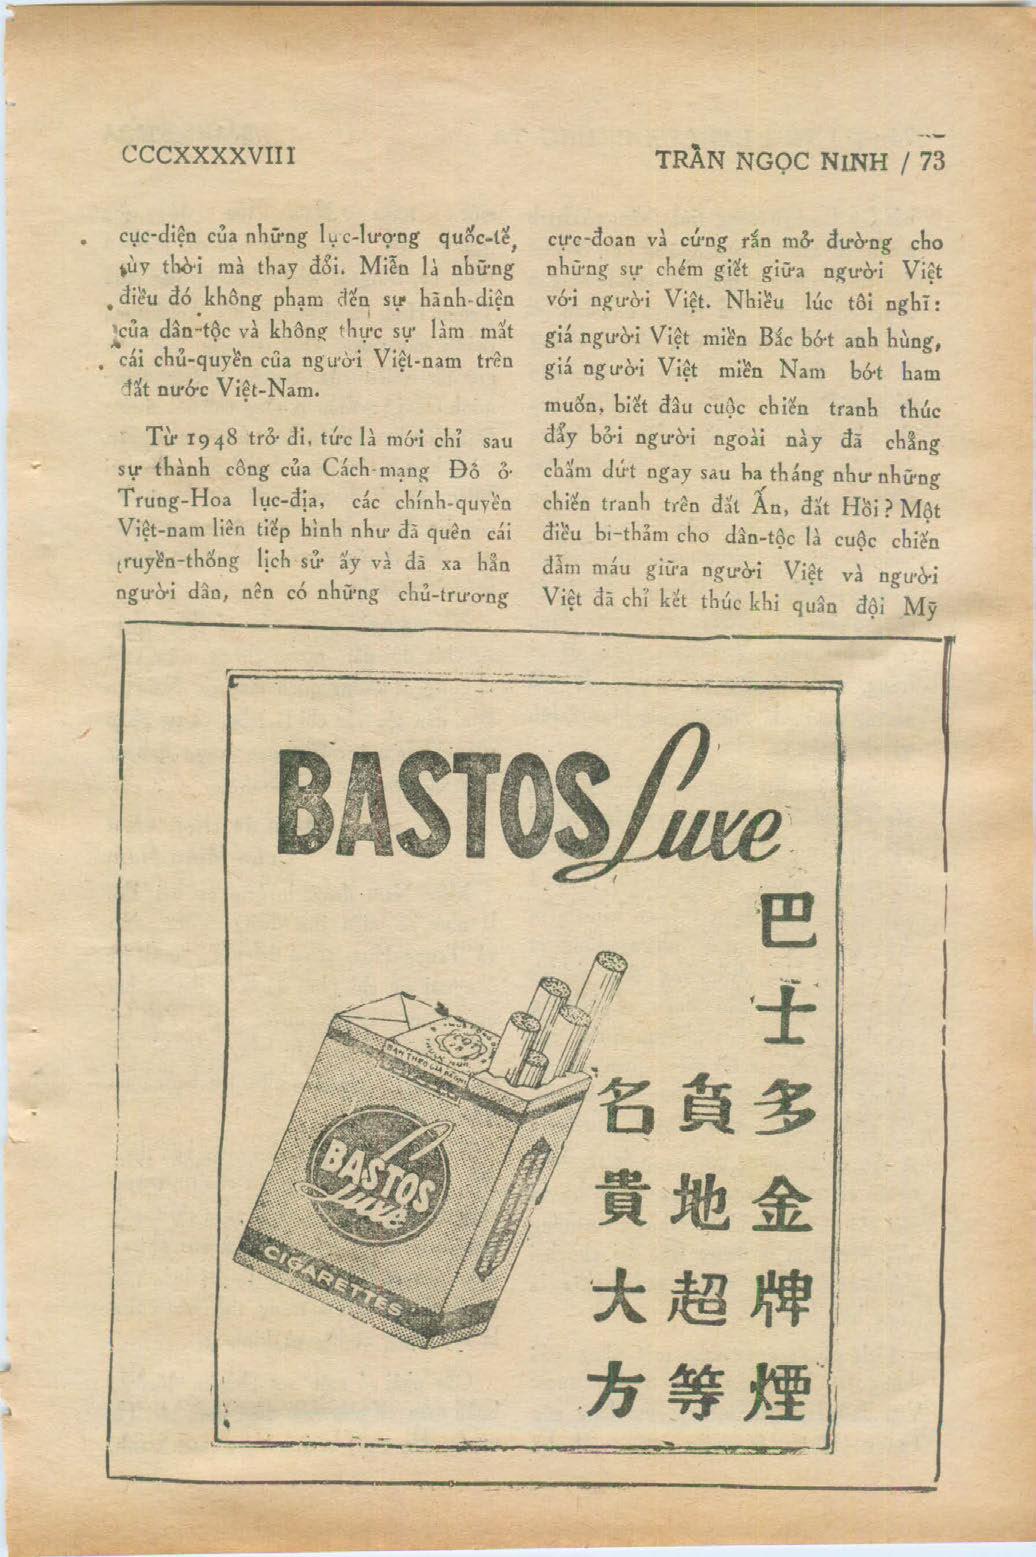 CCCXXXXVIII
TRẦN NGỌC NINH / 73
cục-diện của những lực-lượng quốc-tế,
tùy thời mà thay đổi. Miễn là những
điều đó không phạm đến sự hãnh-diện
của dân-tộc và không thực sự làm mất
cái chủ-quyền của người Việt-nam trên
đất nước Việt-Nam.
Từ 1948 trở đi, tức là mới chỉ sau
sự thành công của Cách-mạng Đỏ ở
Trung-Hoa lục-địa, các chính-quyền
Việt-nam liên tiếp hình như đã quên cái
truyền-thống lịch sử ấy và đã xa hẳn
người dân, nên có những chủ-trương
cực-đoan và cứng rắn mở đường cho
những sự chém giết giữa người Việt
với người Việt. Nhiều lúc tôi nghĩ:
giá người Việt miền Bắc bớt anh hùng,
giá người Việt miền Nam bớt ham
muốn, biết đâu cuộc chiến tranh thúc
đẩy bởi người ngoài này đã chẳng
chấm dứt ngay sau ba tháng như những
chiến tranh trên đất Ấn, đất Hồi? Một
điều bi-thảm cho dân-tộc là cuộc chiến
đẫm máu giữa người Việt và người
Việt đã chỉ kết thúc khi quân đội Mỹ
BASTOS Luxe
巴士多金牌煙
質地超等
名貴大方
BÁN THEO GIÁ
BASTOS
Luxe
CIGARETTES